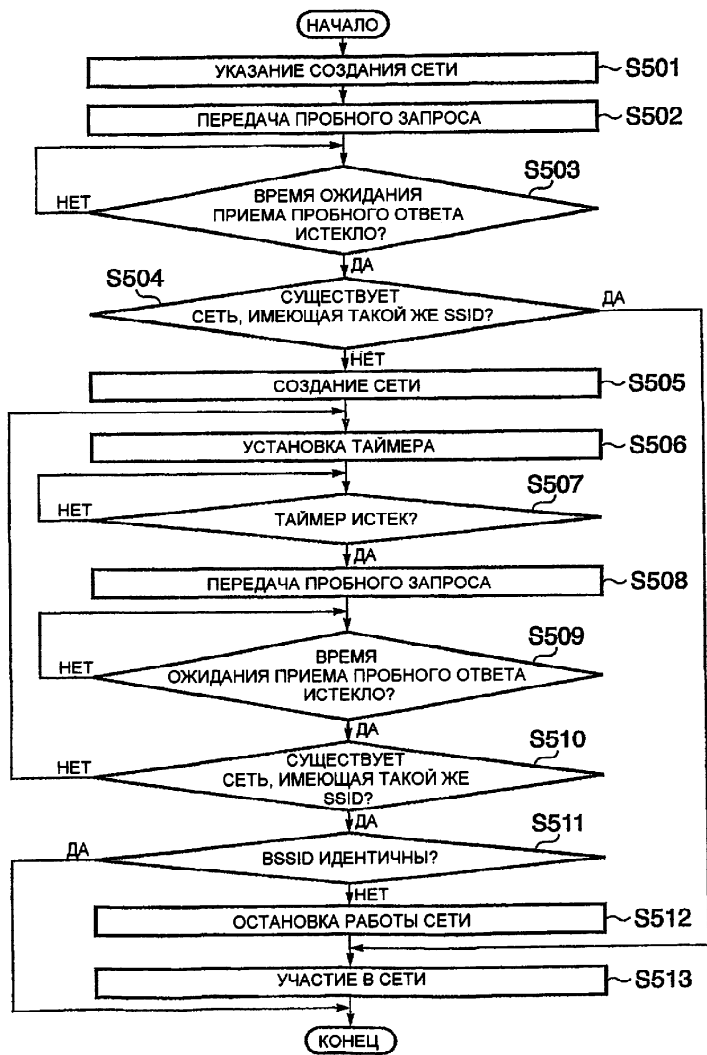 НАЧАЛО
УКАЗАНИЕ СОЗДАНИЯ СЕТИ
S501
ПЕРЕДАЧА ПРОБНОГО ЗАПРОСА
S502
S503
НЕТ
ВРЕМЯ ОЖИДАНИЯ
ПРИЕМА ПРОБНОГО ОТВЕТА
ИСТЕКЛО?
ДА
S504
СУЩЕСТВУЕТ
СЕТЬ, ИМЕЮЩАЯ ТАКОЙ ЖЕ SSID?
ДА
НЕТ
СОЗДАНИЕ СЕТИ
S505
УСТАНОВКА ТАЙМЕРА
S506
S507
НЕТ
ТАЙМЕР ИСТЕК?
ДА
ПЕРЕДАЧА ПРОБНОГО ЗАПРОСА
S508
S509
НЕТ
ВРЕМЯ
ОЖИДАНИЯ ПРИЕМА ПРОБНОГО ОТВЕТА
ИСТЕКЛО?
ДА
S510
НЕТ
СУЩЕСТВУЕТ
СЕТЬ, ИМЕЮЩАЯ ТАКОЙ ЖЕ
SSID?
ДА
S511
ДА
BSSID ИДЕНТИЧНЫ?
НЕТ
ОСТАНОВКА РАБОТЫ СЕТИ
S512
УЧАСТИЕ В СЕТИ
S513
КОНЕЦ